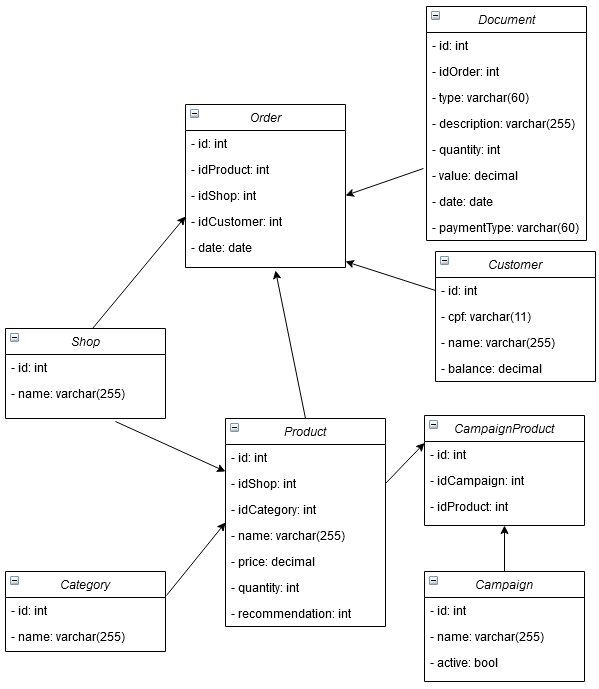 Document
- id: int
- idOrder: int
- type: varchar(60)
- description: varchar(255)
- quantity: int
- value: decimal
- date: date
- paymentType: varchar(60)
Order
- id: int
- idProduct: int
- idShop: int
- idCustomer: int
- date: date
Customer
- id: int
- cpf: varchar(11)
- name: varchar(255)
- balance: decimal
Shop
- id: int
- name: varchar(255)
Product
- id: int
- idShop: int
- idCategory: int
- name: varchar(255)
- price: decimal
- quantity: int
- recommendation: int
CampaignProduct
- id: int
- idCampaign: int
- idProduct: int
Category
- id: int
- name: varchar(255)
Campaign
- id: int
- name: varchar(255)
- active: bool